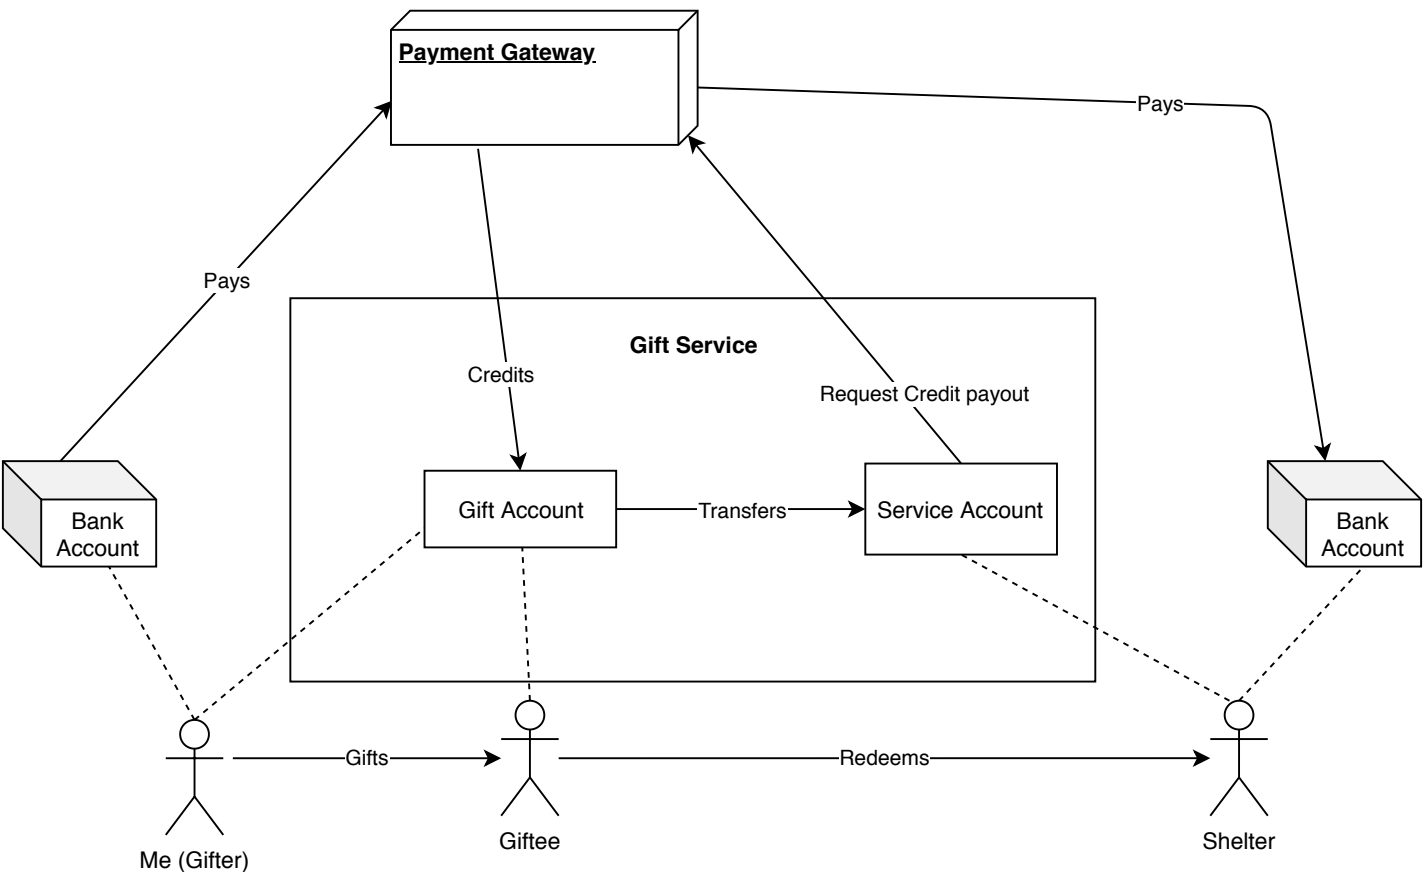 Payment Gateway
Pays
Pays
Gift Service
Credits
Request Credit payout
Gift Account
Transfers
Service Account
Bank
Account
Bank
Account
Gifts
Redeems
Me (Gifter)
Giftee
Shelter